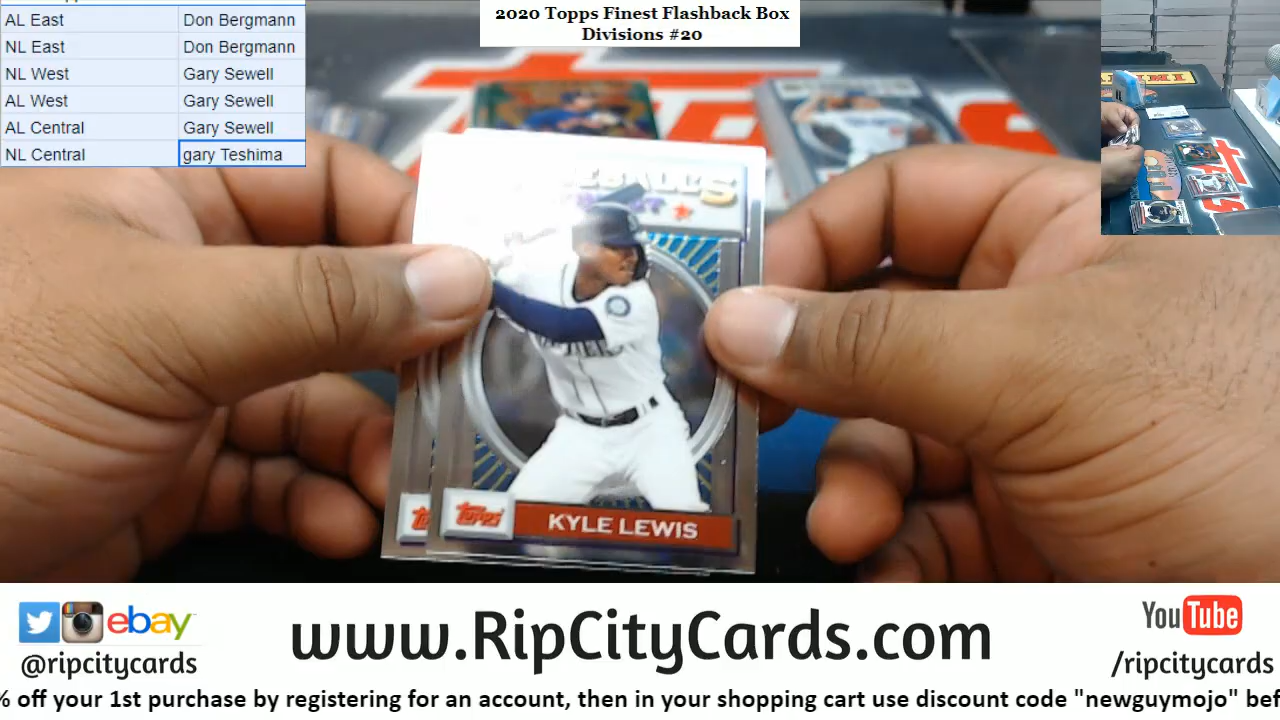 AL East Don Bergmann
NL East Don Bergmann
NL West Gary Sewell
AL West Gary Sewell
AL Central Gary Sewell
NL Central gary Teshima
2020 Topps Finest Flashback Box
Divisions #20
Topps
KYLE LEWIS
ebay
@ripcitycards
www.RipCityCards.com
YouTube
/ripcitycards
% off your 1st purchase by registering for an account, then in your shopping cart use discount code "newguymojo" bef